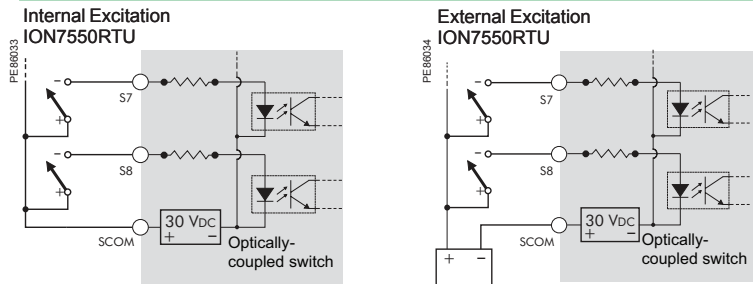 Internal Excitation
ION7550RTU
PE86033
S7
S8
SCOM
30 VDC
+ −
Optically-
coupled switch
− +
− +
External Excitation
ION7550RTU
PE86034
S7
S8
SCOM
30 VDC
+ −
Optically-
coupled switch
− +
− +
+ −